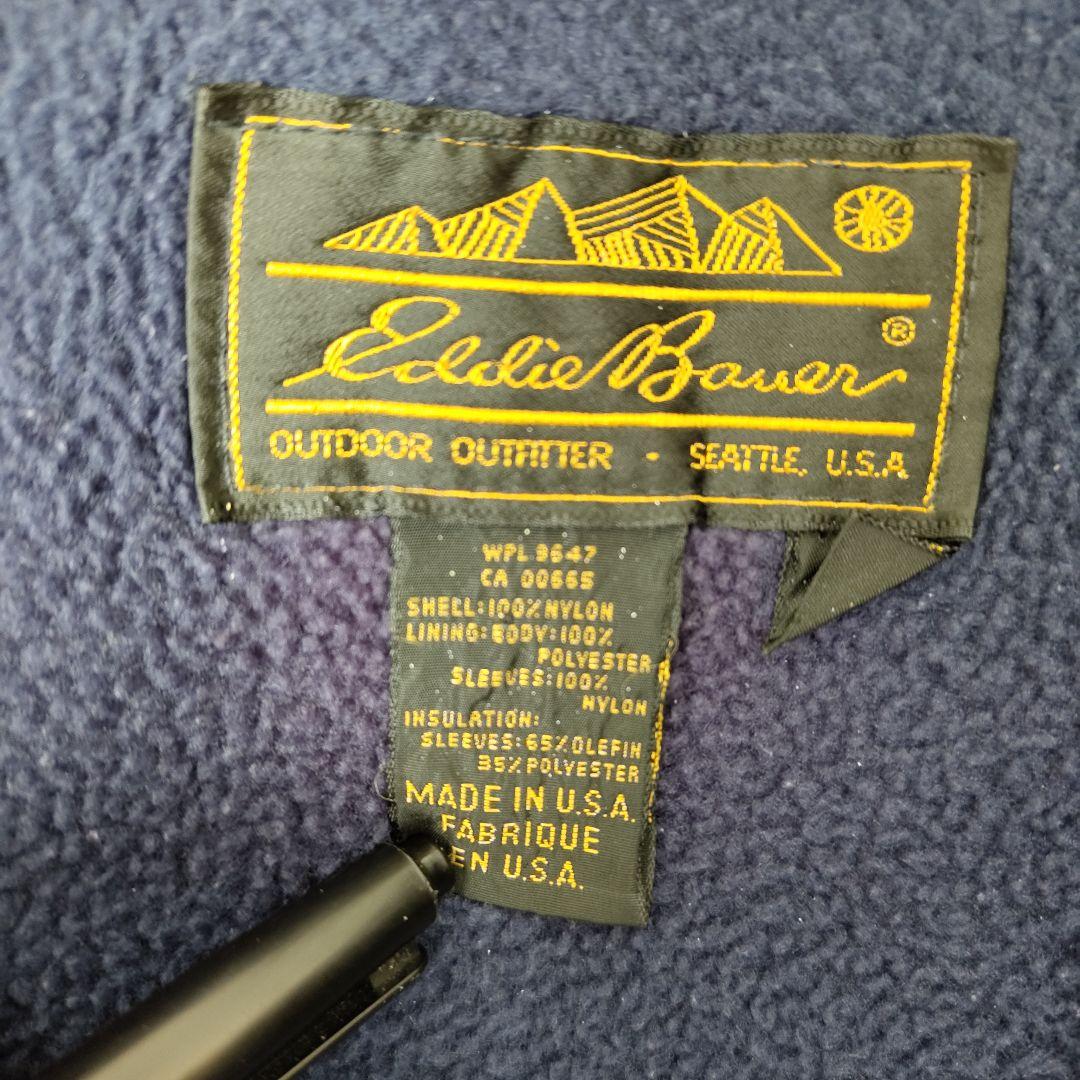 Eddie Bauer ®
OUTDOOR OUTFITTER - SEATTLE, U.S.A.
WPL 9647
CA 00665
SHELL:100% NYLON
LINING: BODY:100%
POLYESTER
SLEEVES:100%
NYLON
INSULATION:
SLEEVES: 65% OLEFIN
35% POLYESTER
MADE IN U.S.A.
FABRIQUE
EN U.S.A.